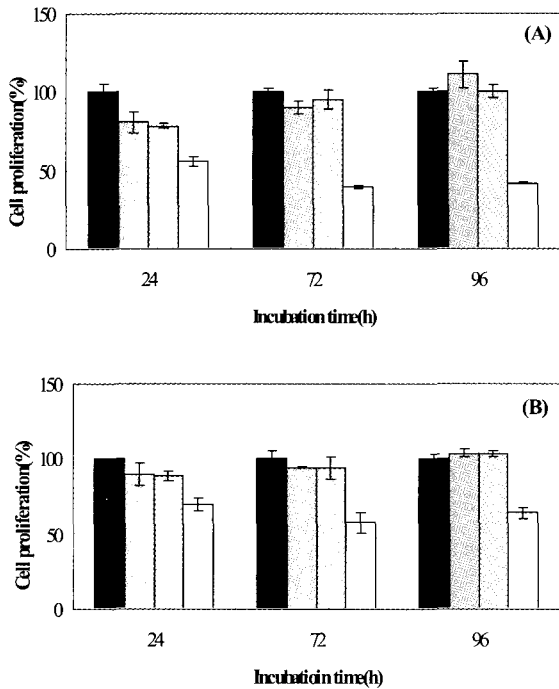 150
(A)
100
50
0
Cell proliferation(%)
24 72 96
Incubation time(h)
150
(B)
100
50
0
Cell proliferation(%)
24 72 96
Incubatioin time(h)